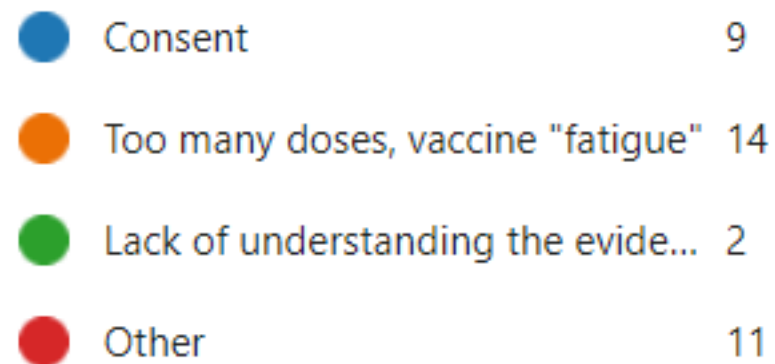 Consent 9
Too many doses, vaccine "fatigue" 14
Lack of understanding the evide... 2
Other 11